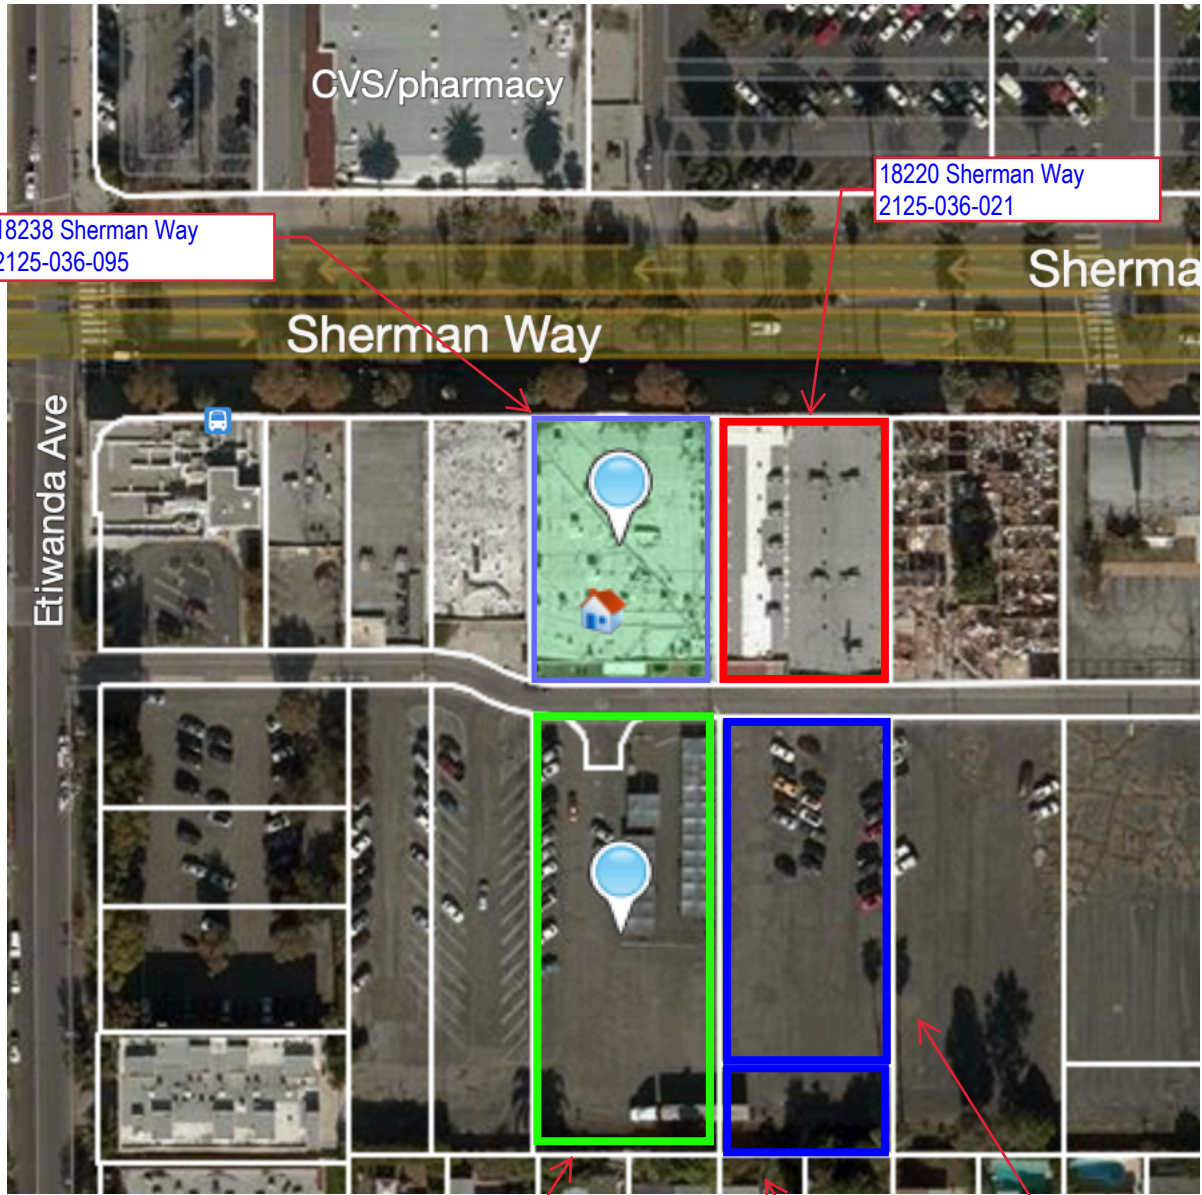 CVS/pharmacy
18220 Sherman Way
2125-036-021
18238 Sherman Way
2125-036-095
Sherma
Sherman Way
Etiwanda Ave